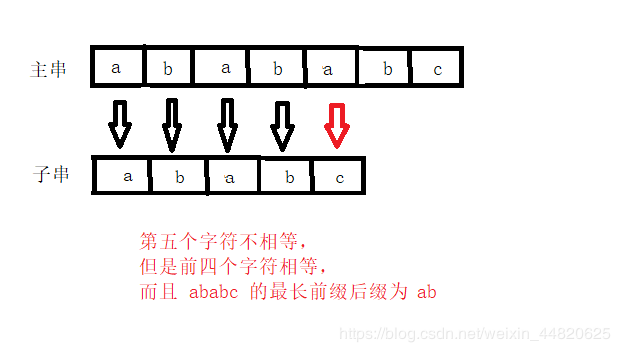 主串 a b a b a b c
子串 a b a b c
第五个字符不相等，
但是前四个字符相等，
而且 ababc 的最长前缀后缀为 ab
https://blog.csdn.net/weixin_44820625